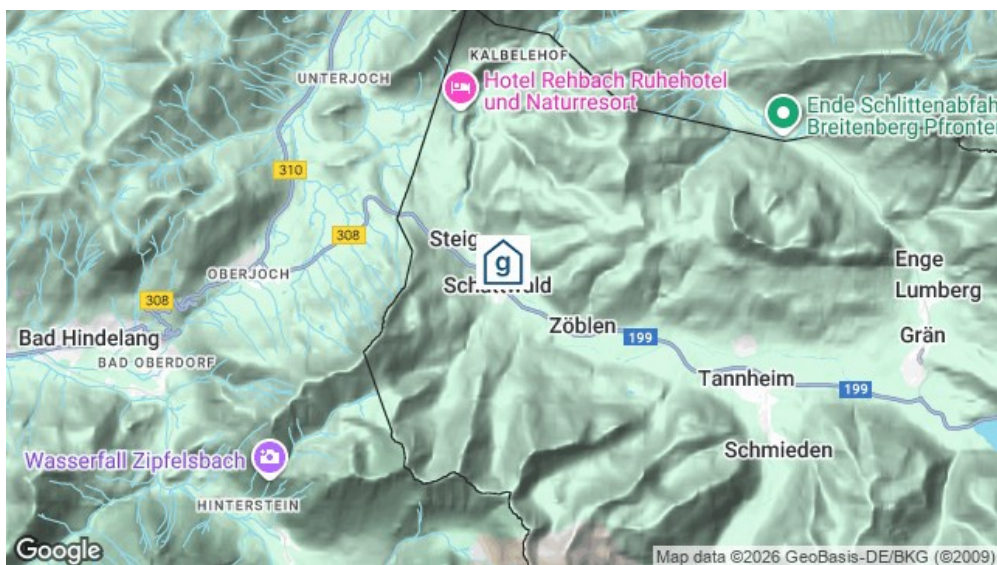 KALBELEHOF
UNTERJOCH
Hotel Rehbach Ruhehotel
und Naturresort
Ende Schlittenabfah
Breitenberg-Pfronte
310
308
Steig
g
OBERJOCH
Schattwald
Enge
Lumberg
308
Bad Hindelang
BAD OBERDORF
Zöblen
199
Grän
Tannheim
199
Schmieden
Wasserfall Zipfelsbach
HINTERSTEIN
Google
Map data ©2026 GeoBasis-DE/BKG (©2009)